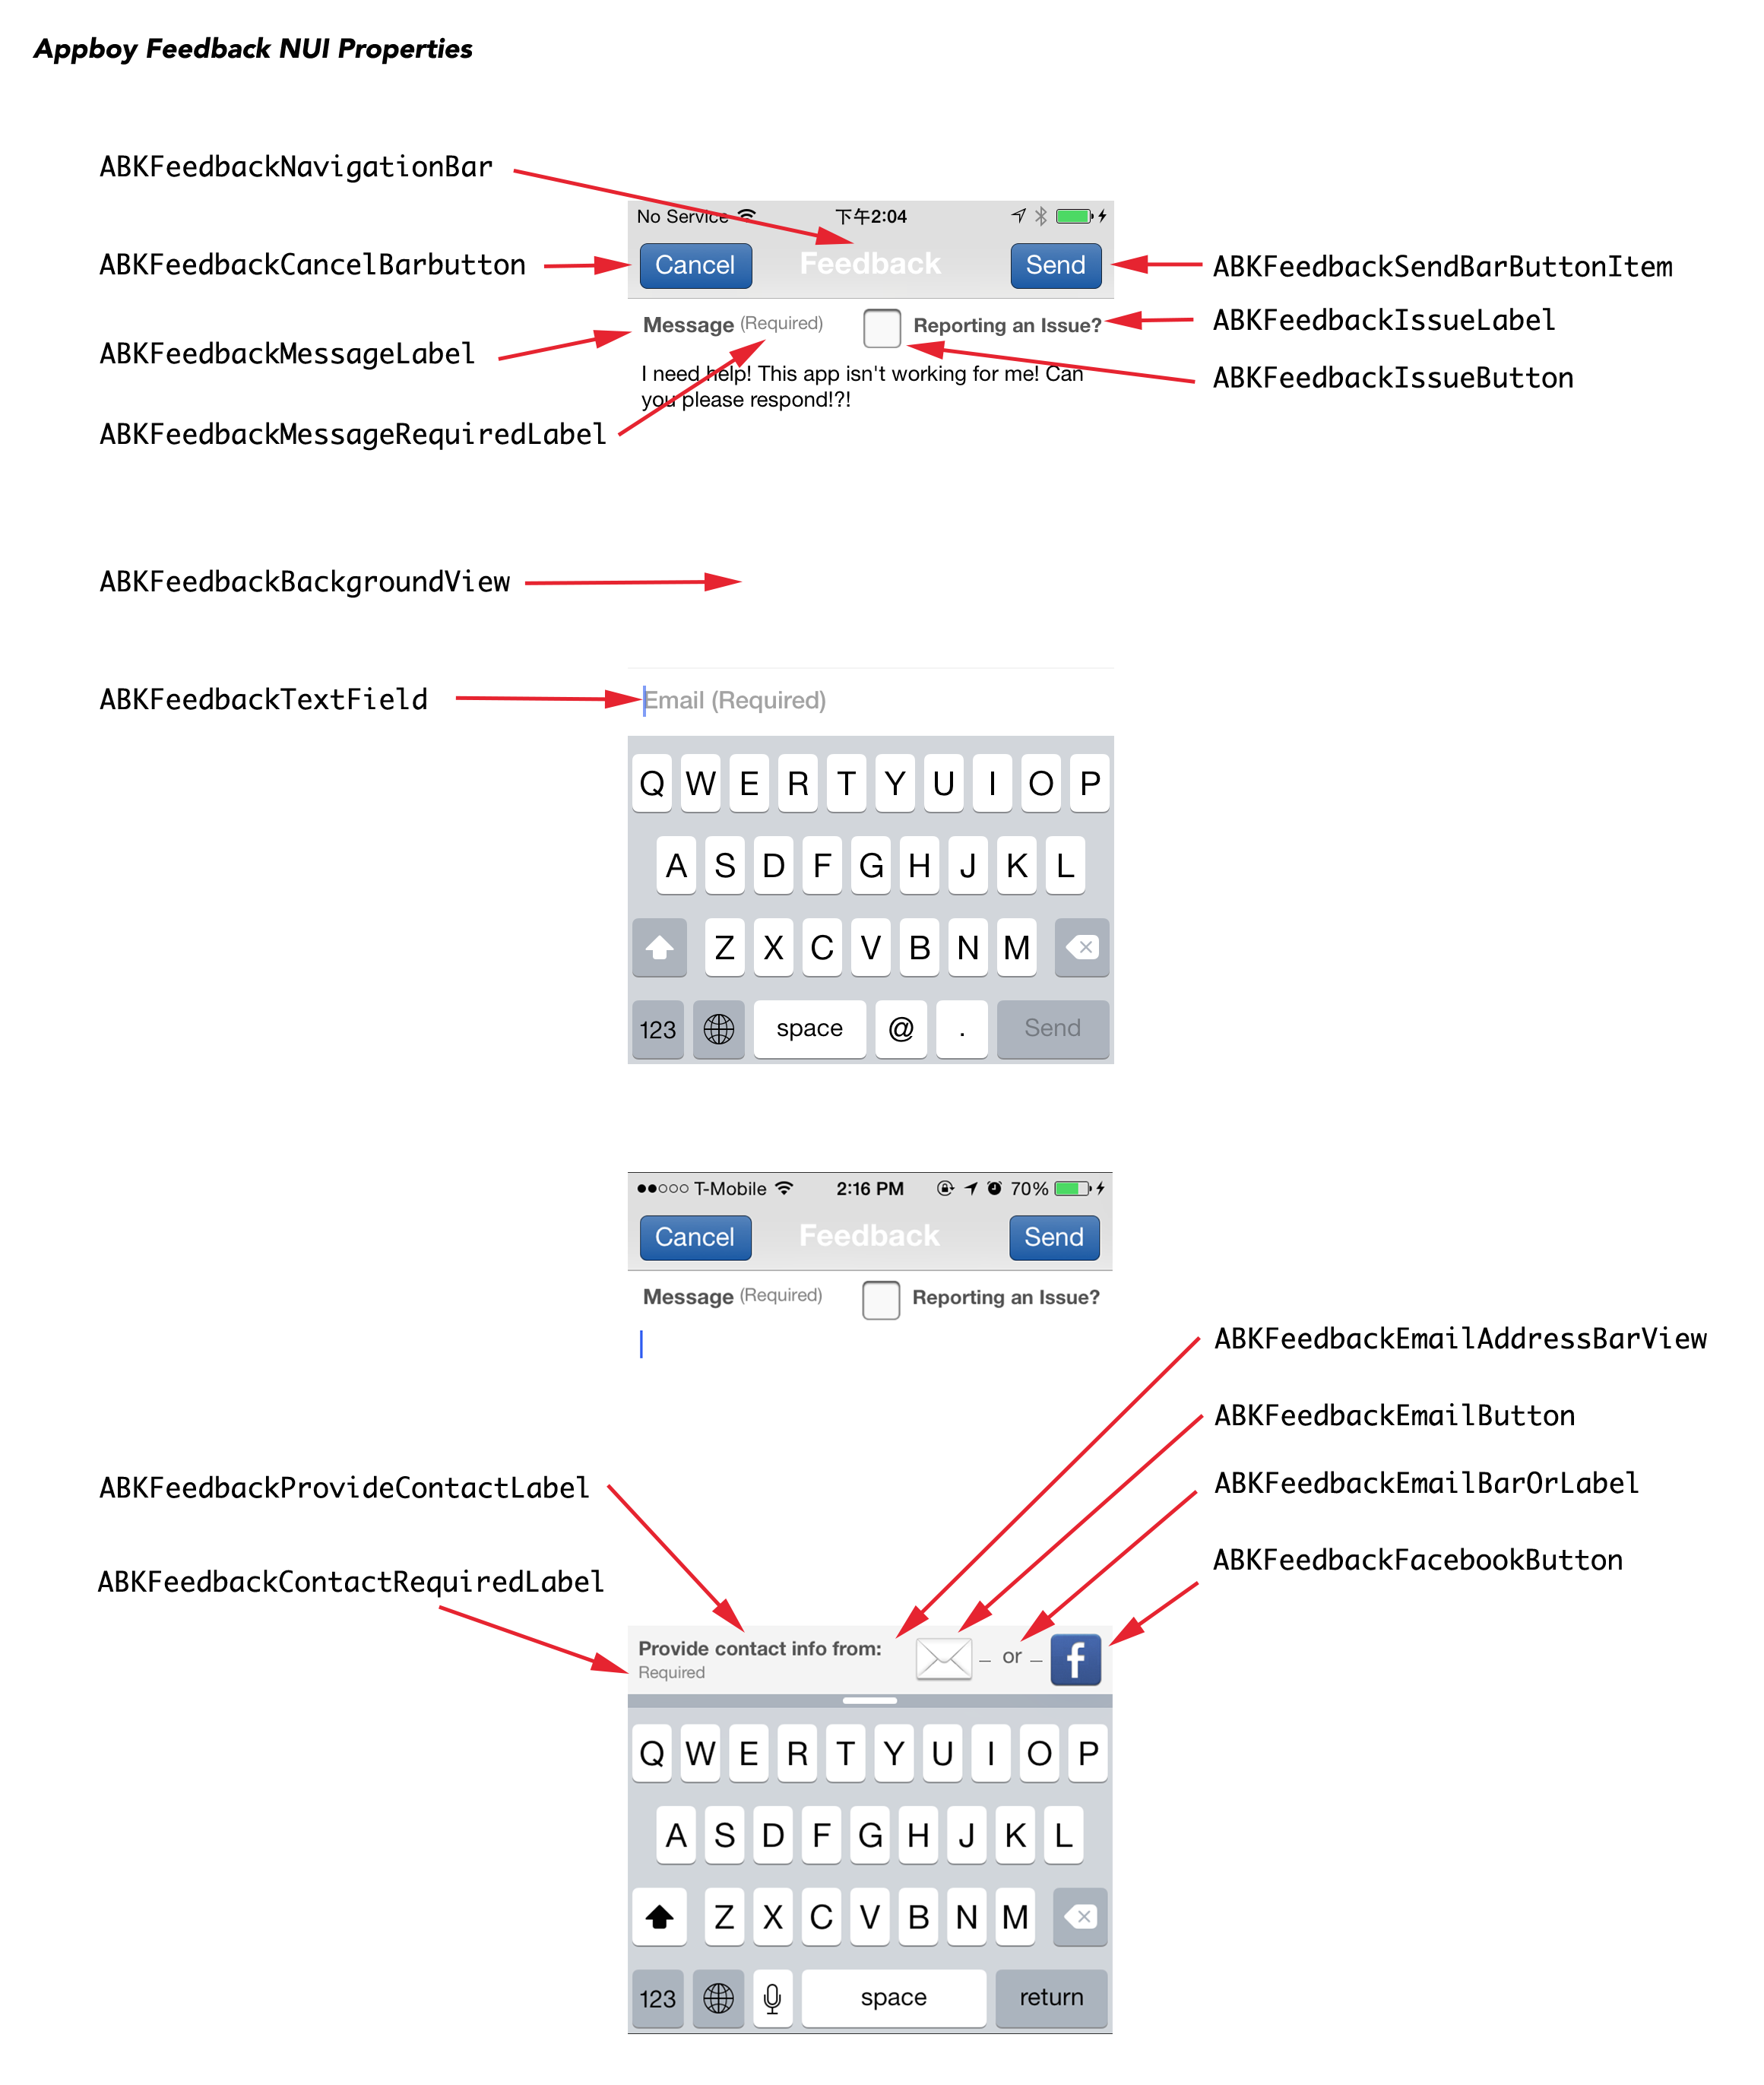 Appboy Feedback NUI Properties
ABKFeedbackNavigationBar
No Service 下午2:04
ABKFeedbackCancelBarbutton Cancel Feedback Send ABKFeedbackSendBarButtonItem
Message (Required) Reporting an Issue? ABKFeedbackIssueLabel
ABKFeedbackMessageLabel
I need help! This app isn't working for me! Can ABKFeedbackIssueButton
you please respond!?!
ABKFeedbackMessageRequiredLabel
ABKFeedbackBackgroundView
ABKFeedbackTextField Email (Required)
Q W E R T Y U I O P
A S D F G H J K L
Z X C V B N M
123 space @ . Send
T-Mobile 2:16 PM 70%
Cancel Feedback Send
Message (Required) Reporting an Issue?
ABKFeedbackEmailAddressBarView
ABKFeedbackEmailButton
ABKFeedbackProvideContactLabel ABKFeedbackEmailBarOrLabel
ABKFeedbackContactRequiredLabel ABKFeedbackFacebookButton
Provide contact info from: _ or _ f
Required
Q W E R T Y U I O P
A S D F G H J K L
Z X C V B N M
123 space return